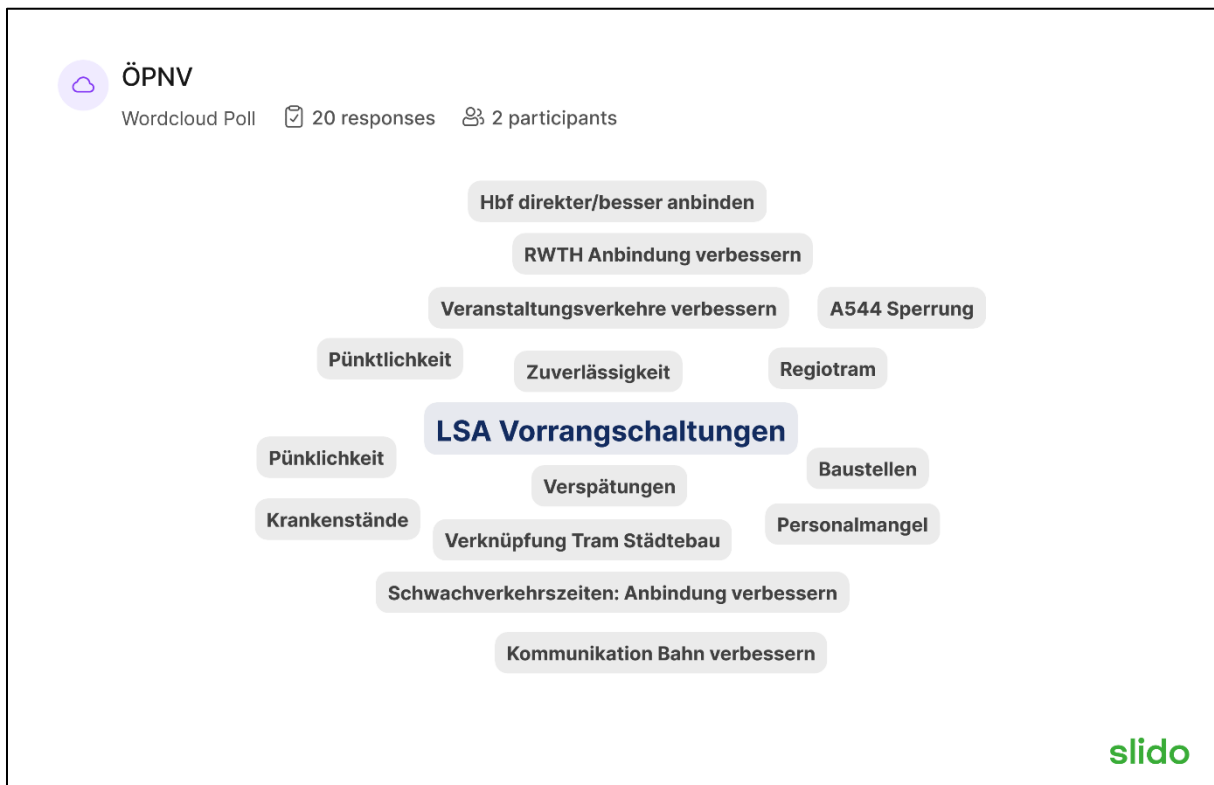 ÖPNV
Wordcloud Poll 20 responses 2 participants
Hbf direkter/besser anbinden
RWTH Anbindung verbessern
Veranstaltungsverkehre verbessern
A544 Sperrung
Pünktlichkeit
Zuverlässigkeit
Regiotram
LSA Vorrangschaltungen
Pünklichkeit
Baustellen
Verspätungen
Krankenstände
Personalmangel
Verknüpfung Tram Städtebau
Schwachverkehrszeiten: Anbindung verbessern
Kommunikation Bahn verbessern
slido